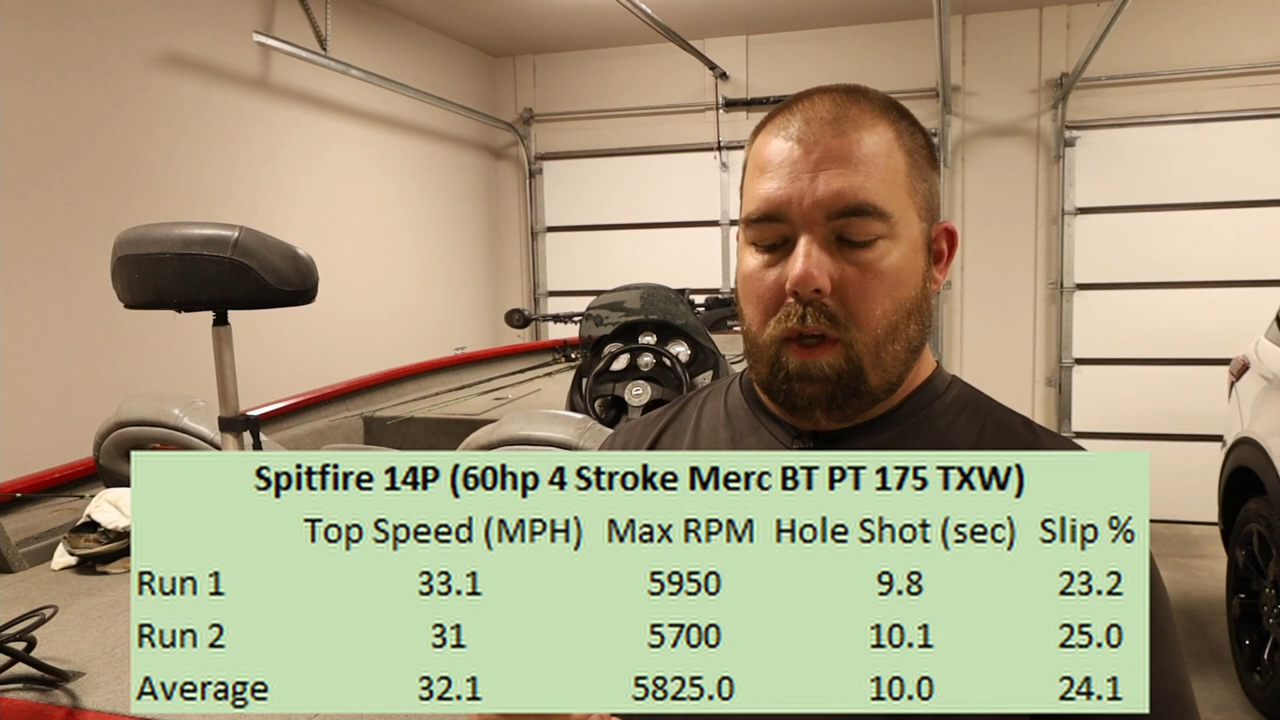 Spitfire 14P (60hp 4 Stroke Merc BT PT 175 TXW)
Top Speed (MPH) Max RPM Hole Shot (sec) Slip %
Run 1 33.1 5950 9.8 23.2
Run 2 31 5700 10.1 25.0
Average 32.1 5825.0 10.0 24.1